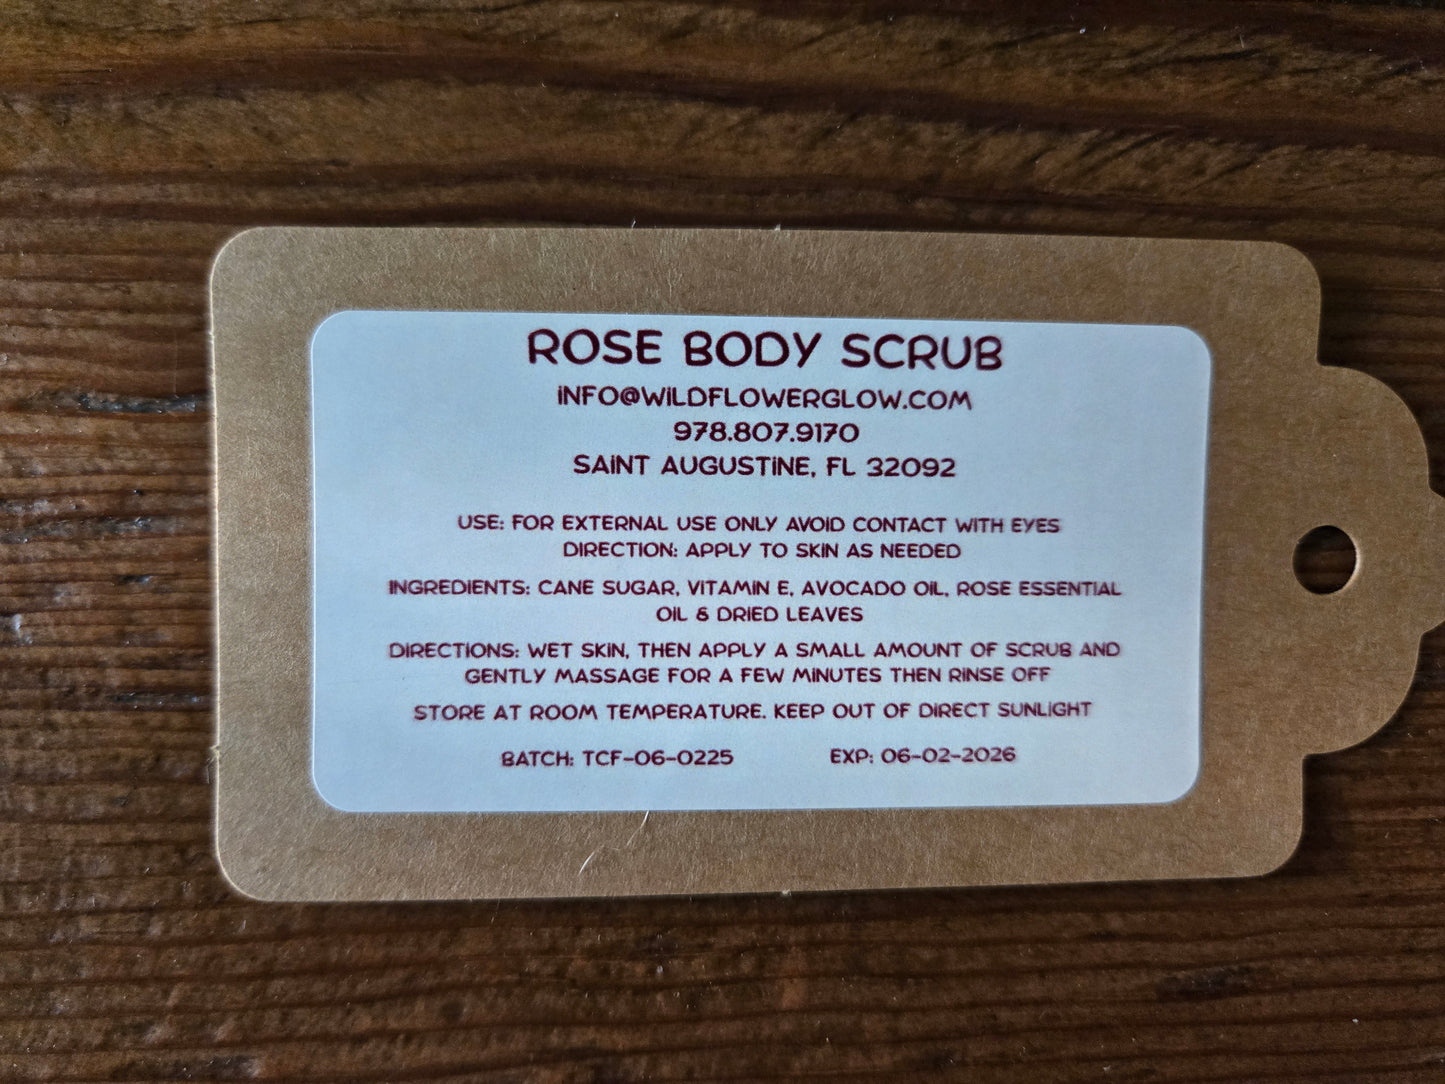 ROSE BODY SCRUB
INFO@WILDFLOWERGLOW.COM
978.807.9170
SAINT AUGUSTINE, FL 32092
USE: FOR EXTERNAL USE ONLY AVOID CONTACT WITH EYES
DIRECTION: APPLY TO SKIN AS NEEDED
INGREDIENTS: CANE SUGAR, VITAMIN E, AVOCADO OIL, ROSE ESSENTIAL
OIL & DRIED LEAVES
DIRECTIONS: WET SKIN, THEN APPLY A SMALL AMOUNT OF SCRUB AND
GENTLY MASSAGE FOR A FEW MINUTES THEN RINSE OFF
STORE AT ROOM TEMPERATURE. KEEP OUT OF DIRECT SUNLIGHT
BATCH: TCF-06-0225 EXP: 06-02-2026